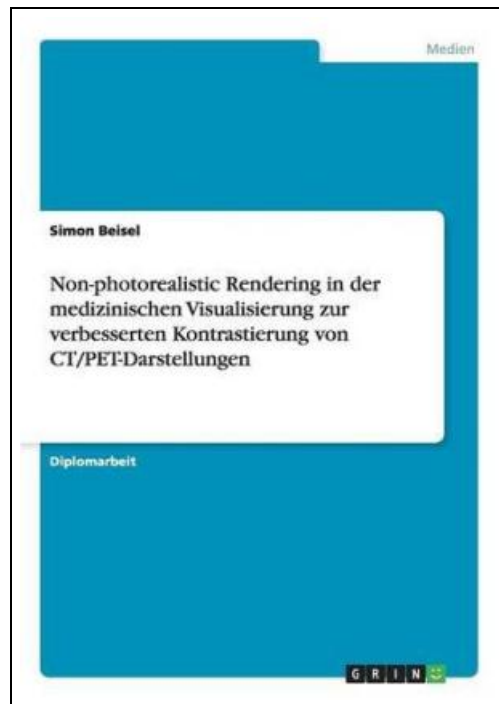 Medien
Simon Beisel
Non-photorealistic Rendering in der
medizinischen Visualisierung zur
verbesserten Kontrastierung von
CT/PET-Darstellungen
Diplomarbeit
GRIN